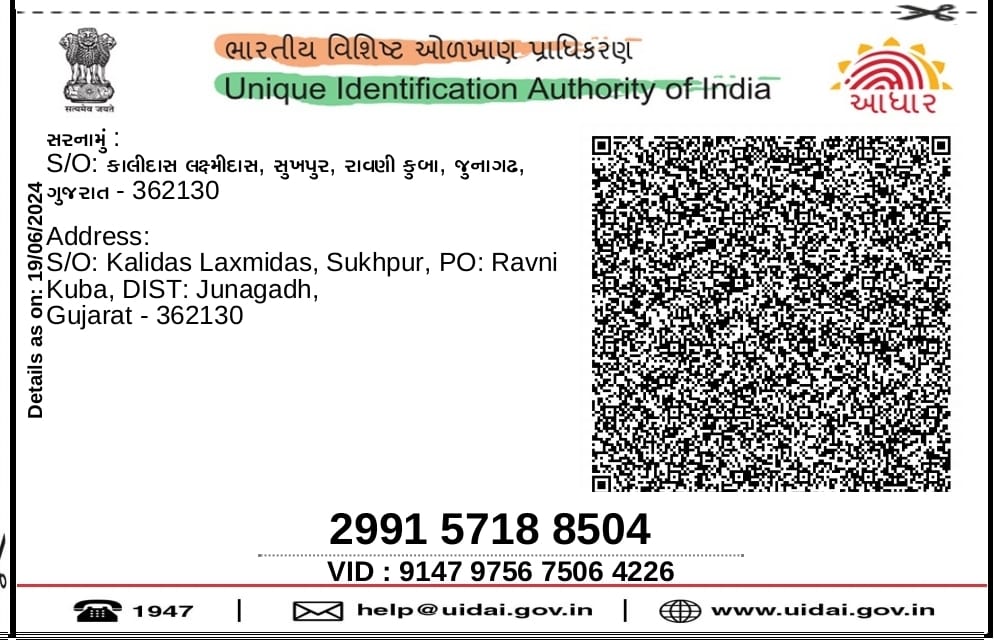 सत्यमेव जयते
ભારતીય વિશિષ્ટ ઓળખાણ પ્રાધિકરણ
Unique Identification Authority of India
આધાર
સરનામું :
S/O: કાલીદાસ લક્ષ્મીદાસ, સુખપુર, રાવણી કુબા, જુનાગઢ,
ગુજરાત - 362130
Address:
S/O: Kalidas Laxmidas, Sukhpur, PO: Ravni
Kuba, DIST: Junagadh,
Gujarat - 362130
Details as on: 19/06/2024
2991 5718 8504
VID : 9147 9756 7506 4226
1947 | help@uidai.gov.in | www.uidai.gov.in